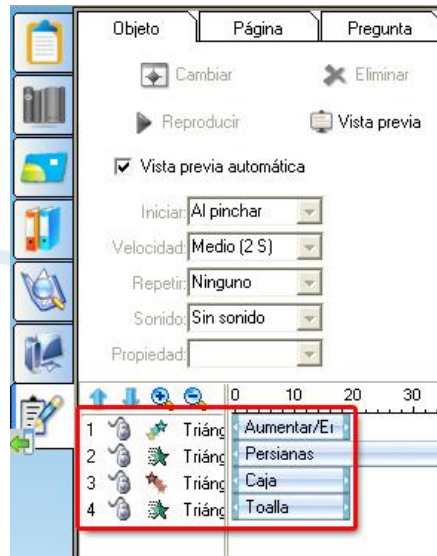 Objeto Página Pregunta
Cambiar Eliminar
Reproducir Vista previa
Vista previa automática
Iniciar: Al pinchar
Velocidad: Medio (2 S)
Repetir: Ninguno
Sonido: Sin sonido
Propiedad:
0 10 20 30
1 Triáng Aumentar/Er
2 Triáng Persianas
3 Triáng Caja
4 Triáng Toalla